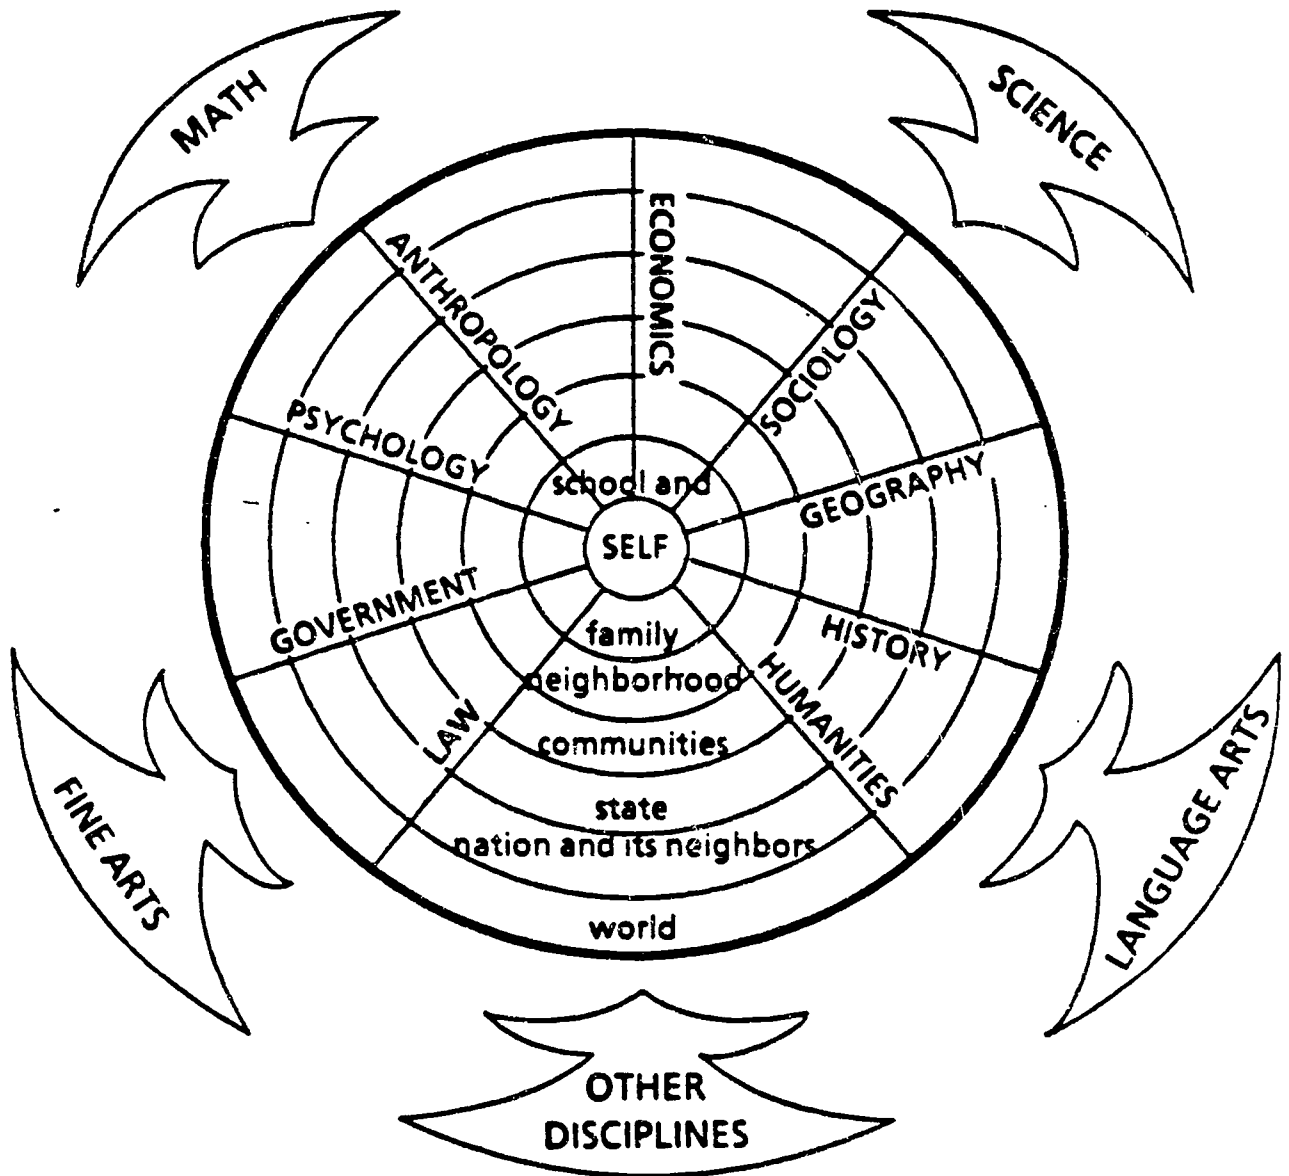 MATH
SCIENCE
ECONOMICS
ANTHROPOLOGY
SOCIOLOGY
PSYCHOLOGY
GEOGRAPHY
school and
SELF
GOVERNMENT
family
HISTORY
neighborhood
HUMANITIES
LAW
communities
state
nation and its neighbors
world
FINE ARTS
LANGUAGE ARTS
OTHER
DISCIPLINES